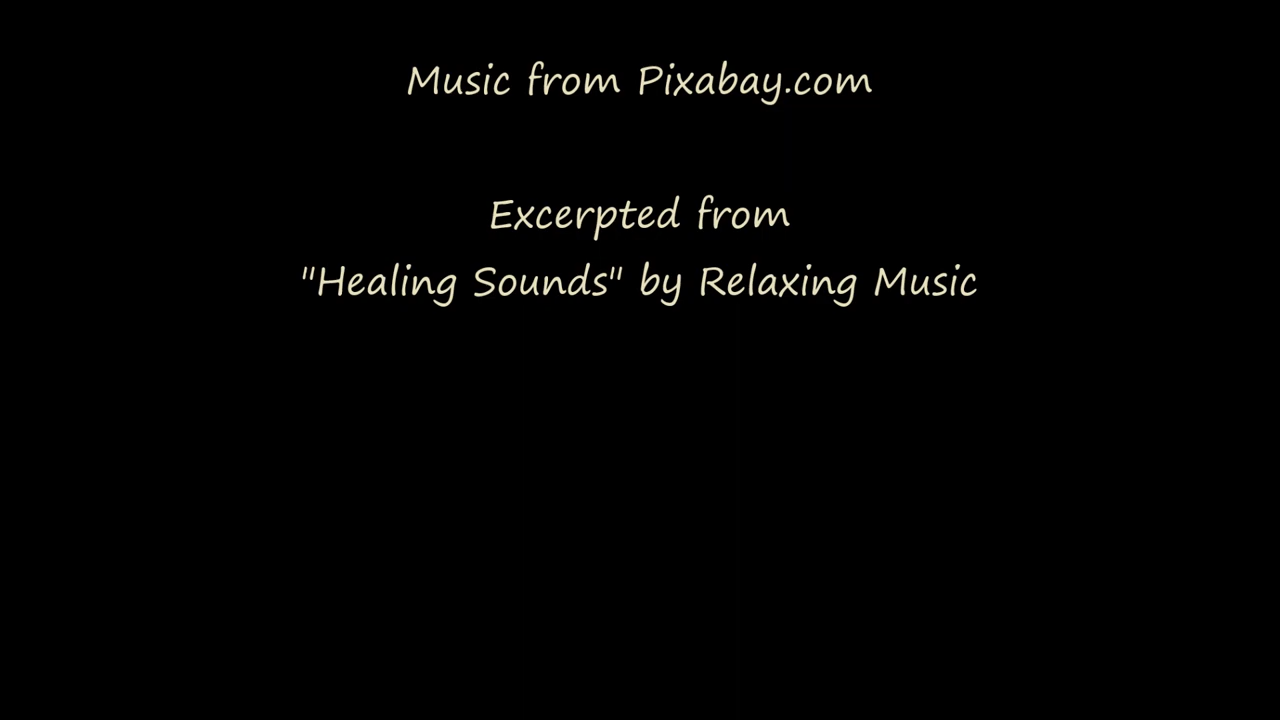 Music from Pixabay.com
Excerpted from
"Healing Sounds" by Relaxing Music